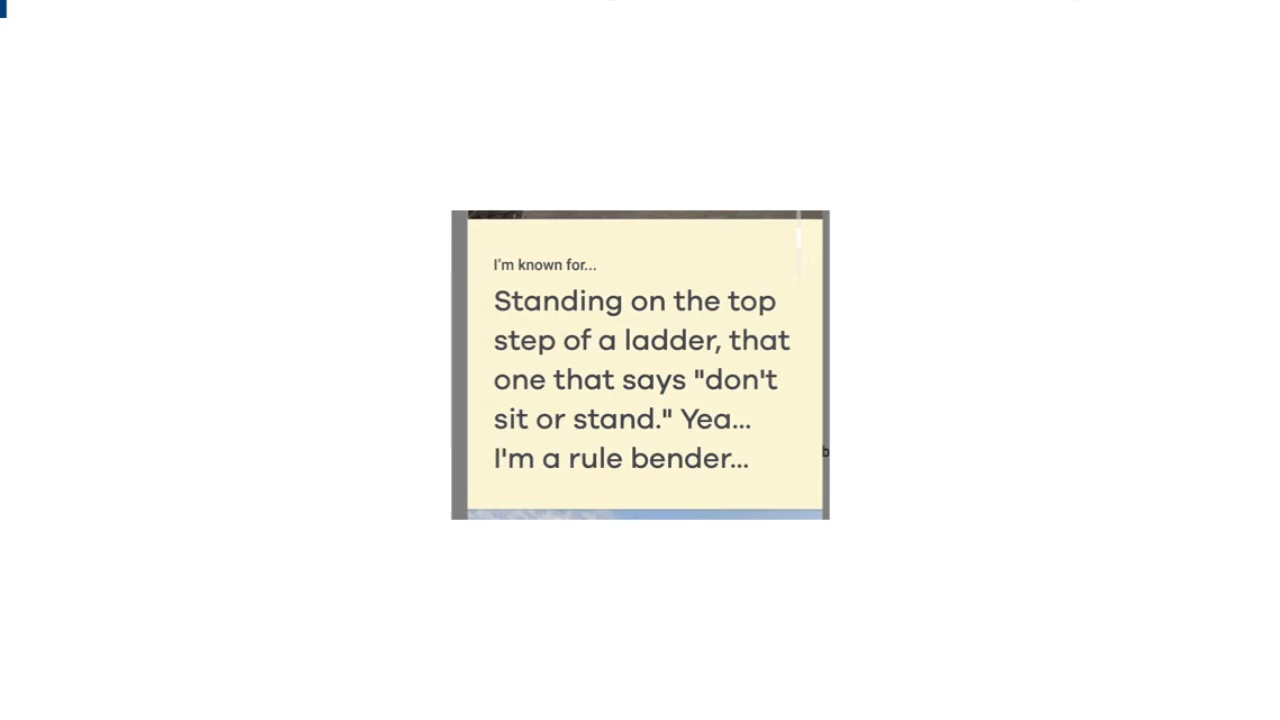 I'm known for...
Standing on the top
step of a ladder, that
one that says "don't
sit or stand." Yea...
I'm a rule bender...
b